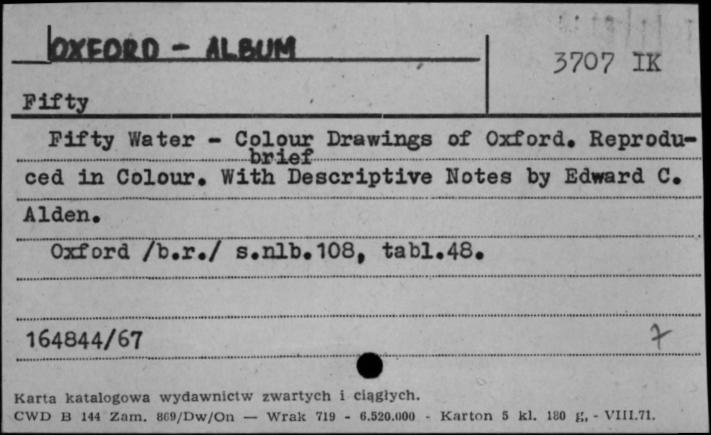 OXFORD - ALBUM
3707 IK
Fifty
Fifty Water - Colour Drawings of Oxford. Reprodu-
brief
ced in Colour. With Descriptive Notes by Edward C.
Alden.
Oxford /b.r./ s.nlb.108, tabl.48.
164844/67
7
Karta katalogowa wydawnictw zwartych i ciągłych.
CWD B 144 Zam. 869/Dw/On — Wrak 719 - 6.520.000 - Karton 5 kl. 180 g. - VIII.71.